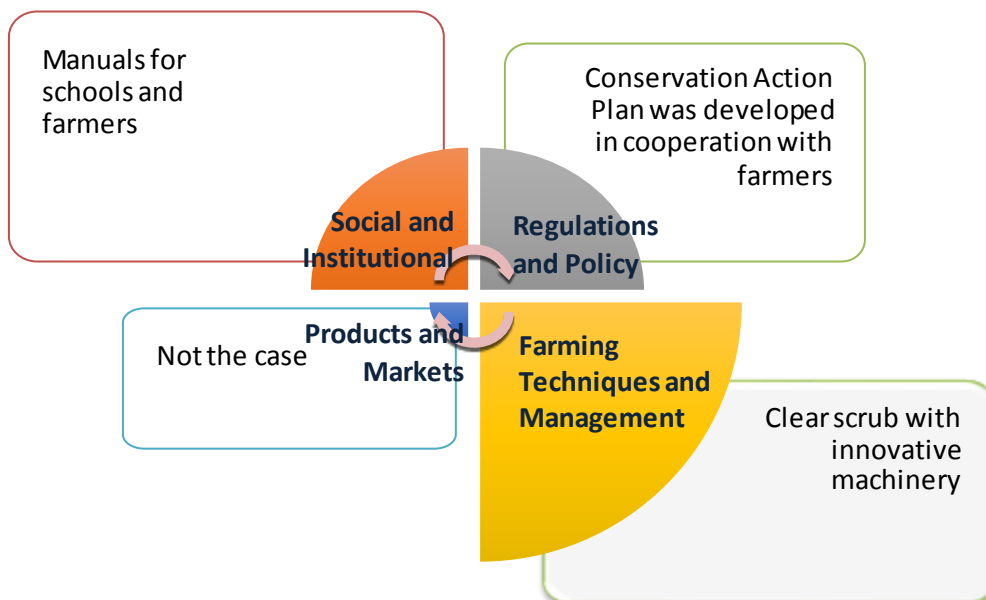 Manuals for
schools and
farmers
Conservation Action
Plan was developed
in cooperation with
farmers
Social and
Institutional
Regulations
and Policy
Not the case
Products and
Markets
Farming
Techniques and
Management
Clear scrub with
innovative
machinery